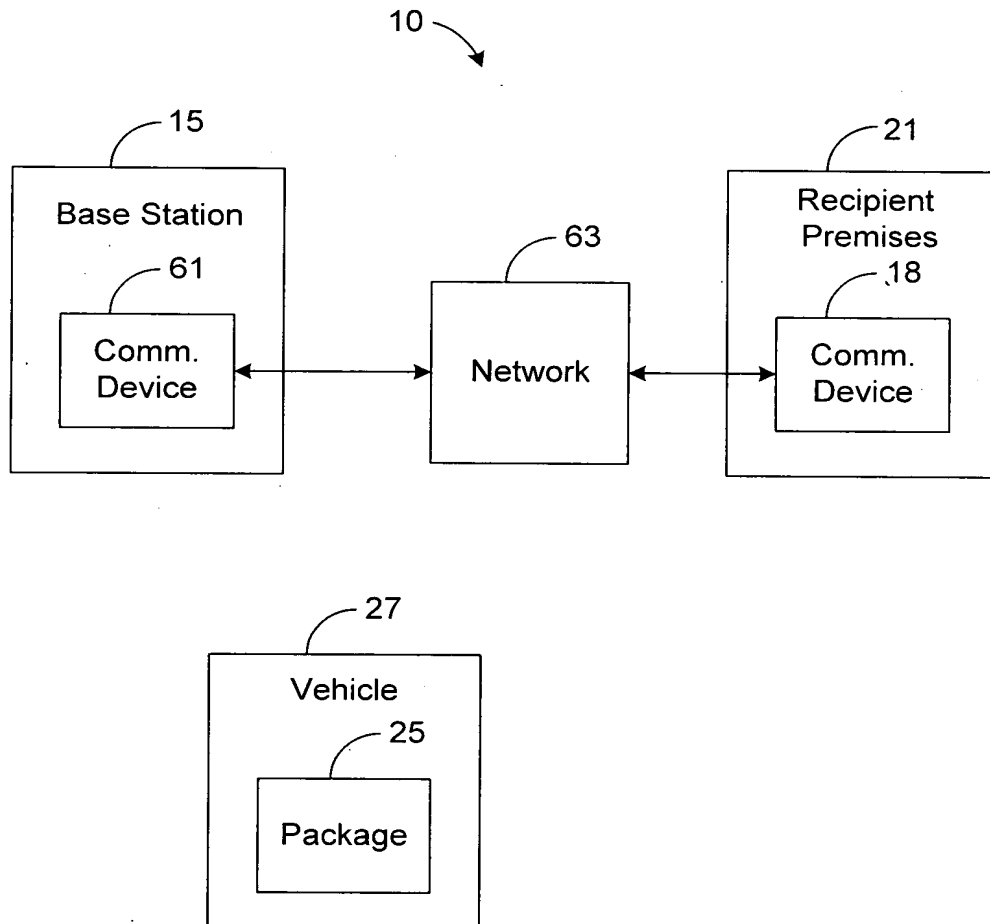 10
15
21
Base Station
Recipient
Premises
63
61
18
Comm.
Device
Network
Comm.
Device
27
Vehicle
25
Package